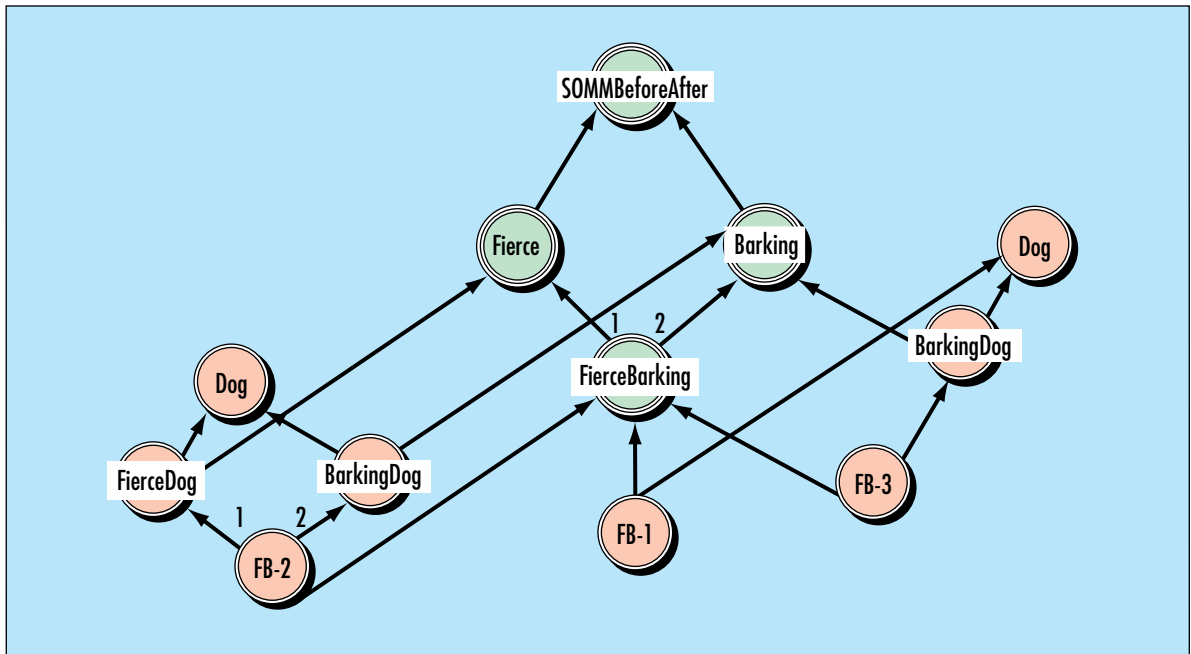 SOMMBeforeAfter
Fierce
Barking
Dog
1 2
BarkingDog
FierceBarking
Dog
FierceDog
BarkingDog
FB-3
1 2
FB-1
FB-2